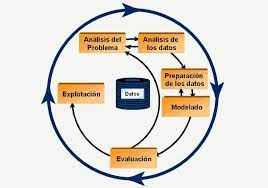 Análisis del
Problema
Análisis de
los datos
Preparación
de los datos
Modelado
Explotación
Datos
Evaluación